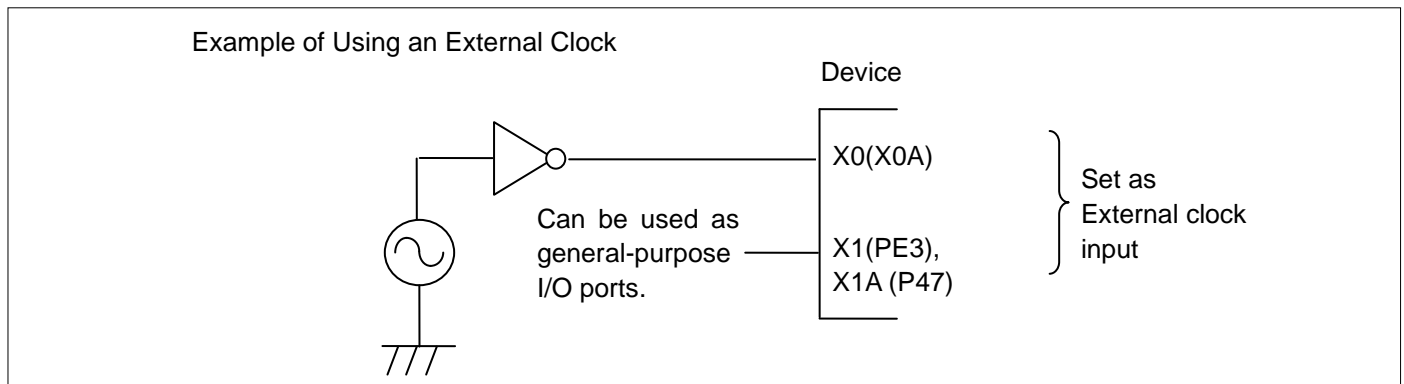 Example of Using an External Clock
Device
X0(X0A)
Can be used as
general-purpose
I/O ports.
X1(PE3),
X1A (P47)
Set as
External clock
input